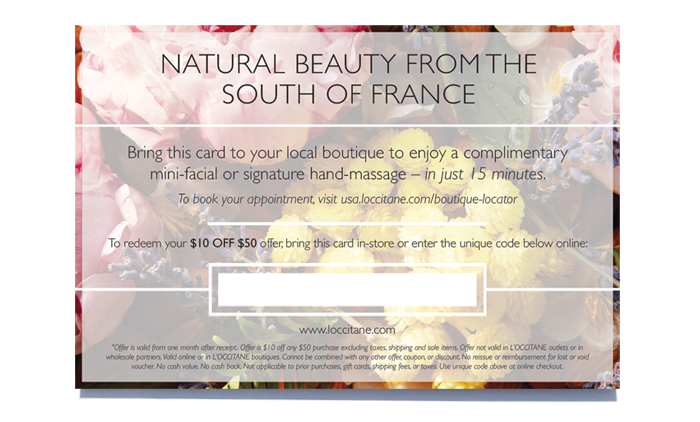 NATURAL BEAUTY FROM THE
SOUTH OF FRANCE
Bring this card to your local boutique to enjoy a complimentary
mini-facial or signature hand-massage – in just 15 minutes.
To book your appointment, visit usa.loccitane.com/boutique-locator
To redeem your $10 OFF $50 offer, bring this card in-store or enter the unique code below online:
www.loccitane.com
*Offer is valid from one month after receipt. Offer is $10 off any $50 purchase excluding taxes, shipping and sale items. Offer not valid in L'OCCITANE outlets or in
wholesale partners. Valid online or in L'OCCITANE boutiques. Cannot be combined with any other offer, coupon, or discount. No reissue or reimbursement for lost or void
voucher. No cash value. No cash back. Not applicable to prior purchases, gift cards, shipping fees, or taxes. Use unique code above at online checkout.